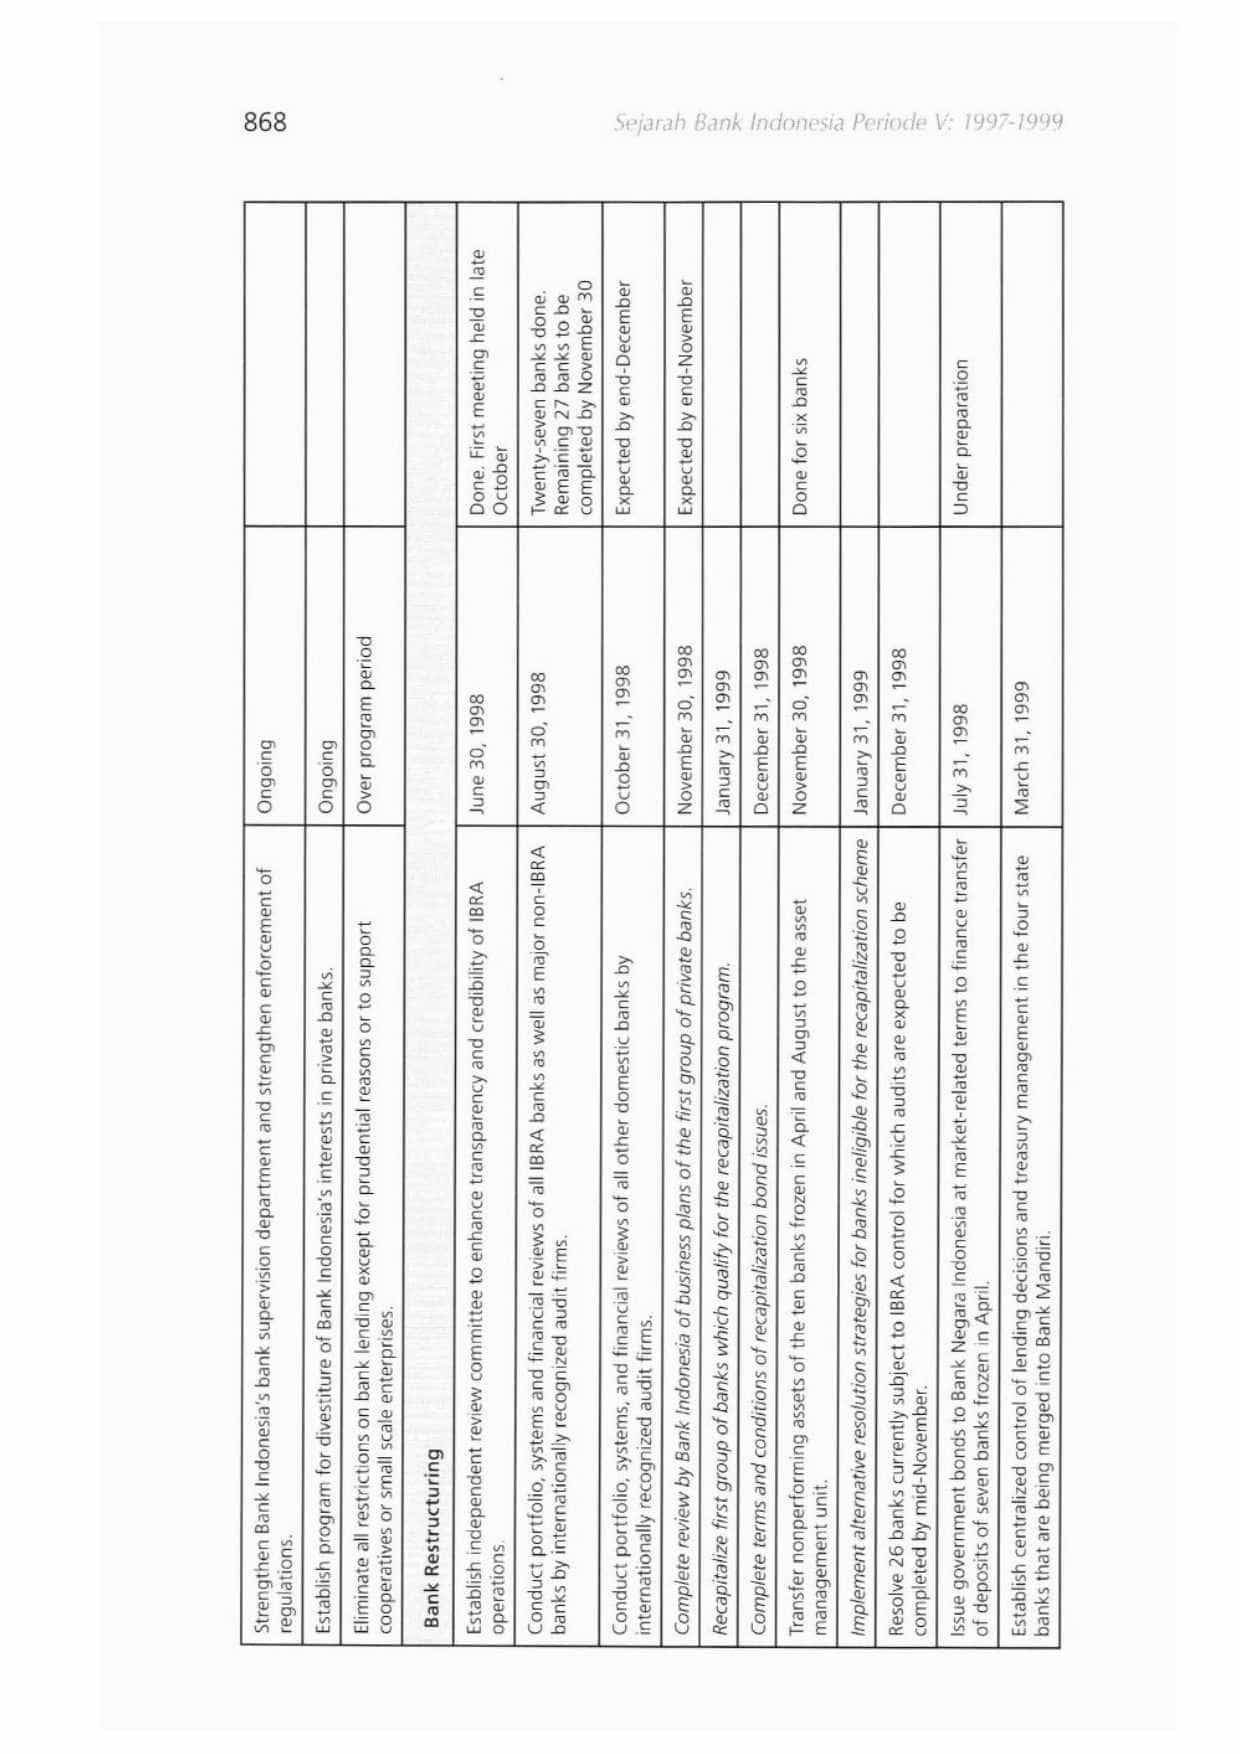 868
Sejarah Bank Indonesia Periode V: 1997-1999
Strengthen Bank Indonesia's bank supervision department and strengthen enforcement of
regulations.
Ongoing
Establish program for divestiture of Bank Indonesia's interests in private banks.
Ongoing
Eliminate all restrictions on bank lending except for prudential reasons or to support
cooperatives or small scale enterprises.
Over program period
Bank Restructuring
Establish independent review committee to enhance transparency and credibility of IBRA
operations.
June 30, 1998
Done. First meeting held in late
October
Conduct portfolio, systems and financial reviews of all IBRA banks as well as major non-IBRA
banks by internationally recognized audit firms.
August 30, 1998
Twenty-seven banks done.
Remaining 27 banks to be
completed by November 30
Conduct portfolio, systems, and financial reviews of all other domestic banks by
internationally recognized audit firms.
October 31, 1998
Expected by end-December
Complete review by Bank Indonesia of business plans of the first group of private banks.
November 30, 1998
Expected by end-November
Recapitalize first group of banks which qualify for the recapitalization program.
January 31, 1999
Complete terms and conditions of recapitalization bond issues.
December 31, 1998
Transfer nonperforming assets of the ten banks frozen in April and August to the asset
management unit.
November 30, 1998
Done for six banks
Implement alternative resolution strategies for banks ineligible for the recapitalization scheme
January 31, 1999
Resolve 26 banks currently subject to IBRA control for which audits are expected to be
completed by mid-November.
December 31, 1998
Issue government bonds to Bank Negara Indonesia at market-related terms to finance transfer
of deposits of seven banks frozen in April.
July 31, 1998
Under preparation
Establish centralized control of lending decisions and treasury management in the four state
banks that are being merged into Bank Mandiri.
March 31, 1999